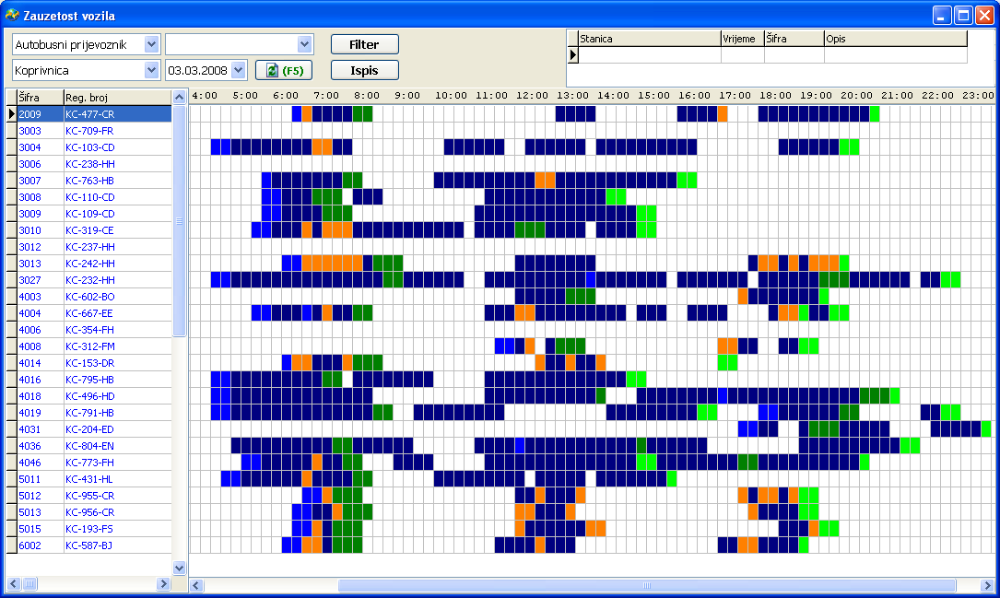 Zauzetost vozila
Autobusni prijevoznik
Filter
Koprivnica
03.03.2008
(F5)
Ispis
Stanica Vrijeme Šifra Opis
Šifra Reg. broj 4:00 5:00 6:00 7:00 8:00 9:00 10:00 11:00 12:00 13:00 14:00 15:00 16:00 17:00 18:00 19:00 20:00 21:00 22:00 23:00
2009 KC-477-CR
3003 KC-709-FR
3004 KC-103-CD
3006 KC-238-HH
3007 KC-763-HB
3008 KC-110-CD
3009 KC-109-CD
3010 KC-319-CE
3012 KC-237-HH
3013 KC-242-HH
3027 KC-232-HH
4003 KC-602-BO
4004 KC-667-EE
4006 KC-354-FH
4008 KC-312-FM
4014 KC-153-DR
4016 KC-795-HB
4018 KC-496-HD
4019 KC-791-HB
4031 KC-204-ED
4036 KC-804-EN
4046 KC-773-FH
5011 KC-431-HL
5012 KC-955-CR
5013 KC-956-CR
5015 KC-193-FS
6002 KC-587-BJ